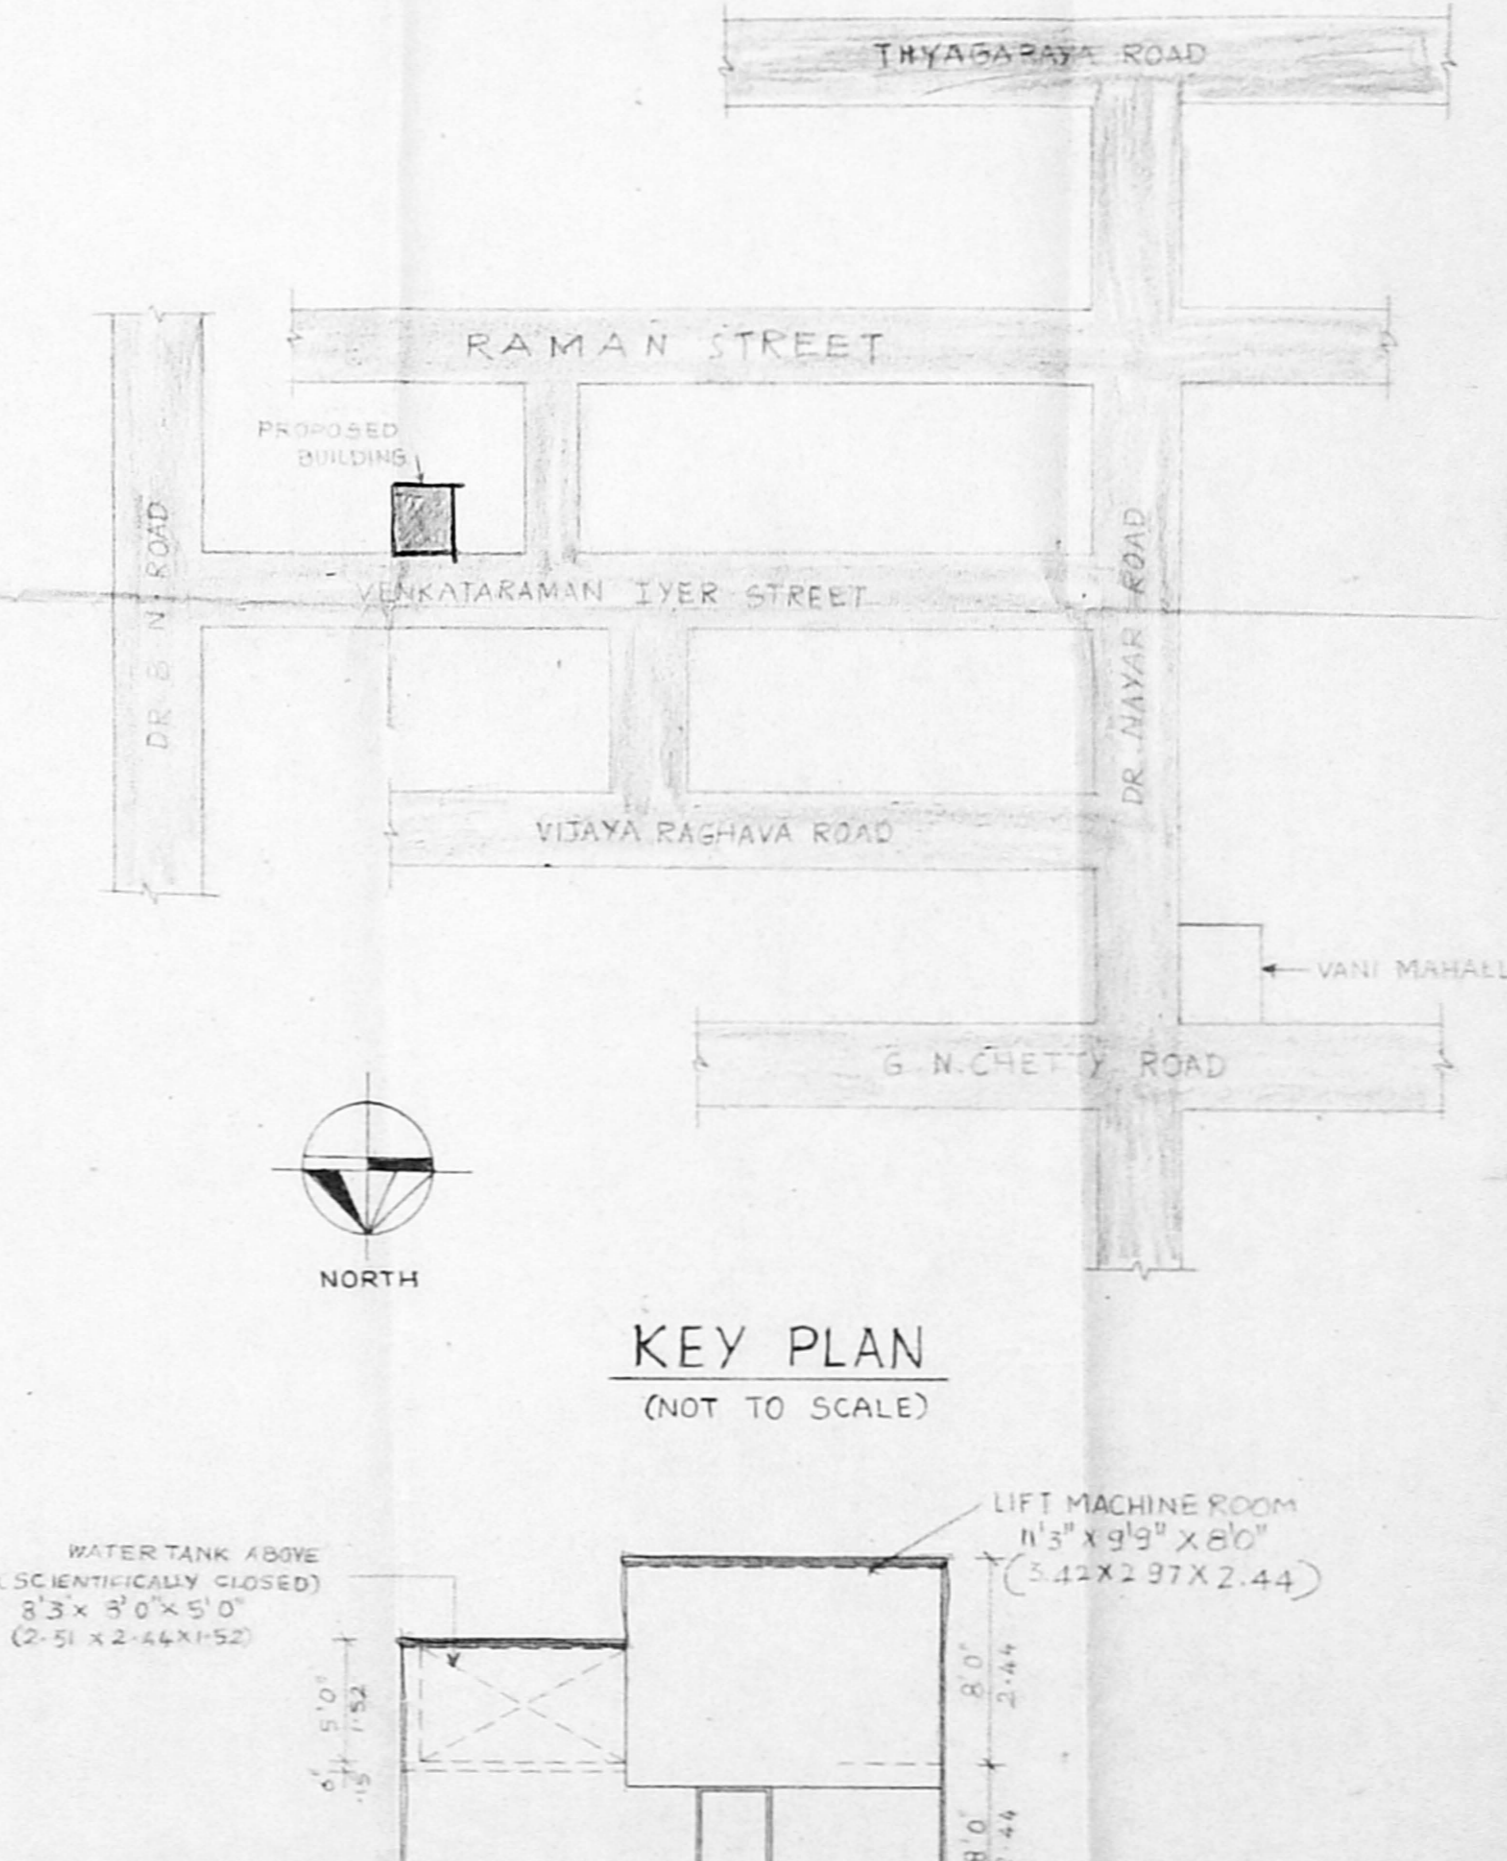 THYAGARAYA ROAD
RAMAN STREET
PROPOSED
BUILDING
DR B N ROAD
VENKATARAMAN IYER STREET
DR. NAYAR ROAD
VIJAYA RAGHAVA ROAD
VANI MAHALL
G. N. CHETTY ROAD
NORTH
KEY PLAN
(NOT TO SCALE)
LIFT MACHINE ROOM
11'3" X 9'9" X 8'0"
(3.42 X 2.97 X 2.44)
WATER TANK ABOVE
(SCIENTIFICALLY CLOSED)
8'3" X 8'0" X 5'0"
(2.51 X 2.44 X 1.52)
5'0"
1.52
6"
.15
8'0"
2.44
8'0"
2.44